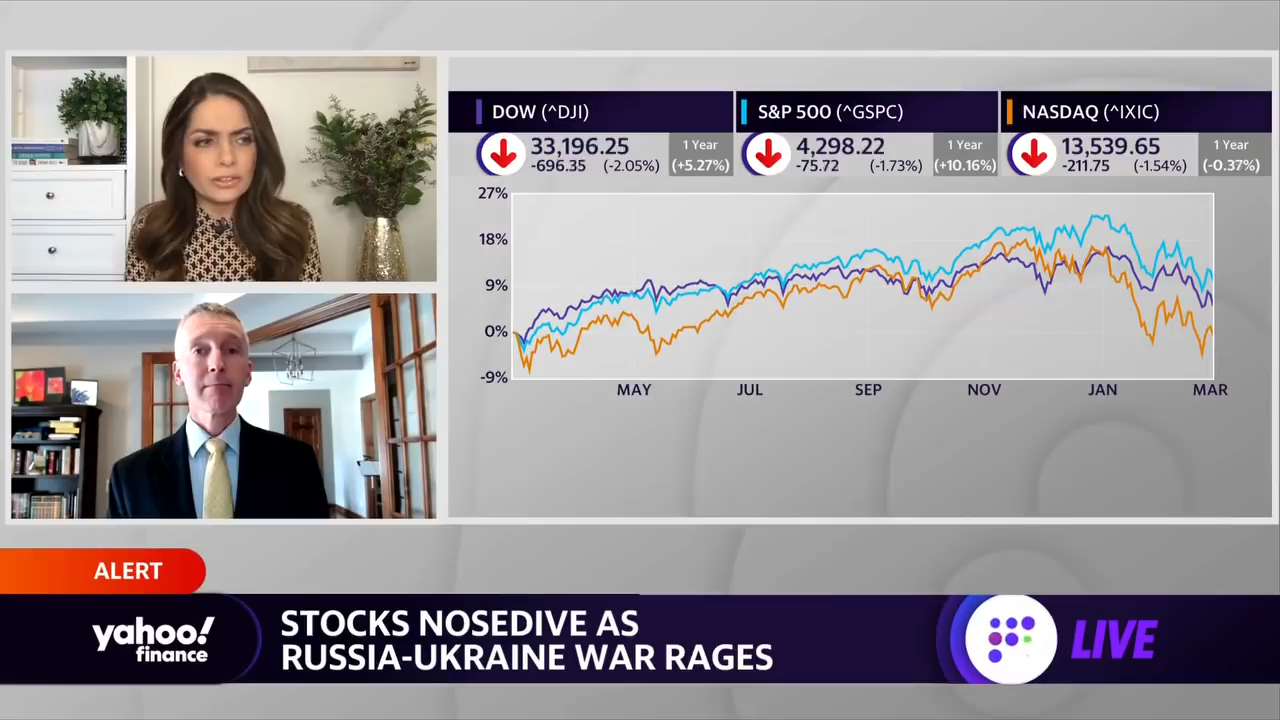 DOW (^DJI)
33,196.25
-696.35 (-2.05%)
1 Year
(+5.27%)
S&P 500 (^GSPC)
4,298.22
-75.72 (-1.73%)
1 Year
(+10.16%)
NASDAQ (^IXIC)
13,539.65
-211.75 (-1.54%)
1 Year
(-0.37%)
27%
18%
9%
0%
-9%
MAY JUL SEP NOV JAN MAR
ALERT
yahoo!
finance
STOCKS NOSEDIVE AS
RUSSIA-UKRAINE WAR RAGES
LIVE